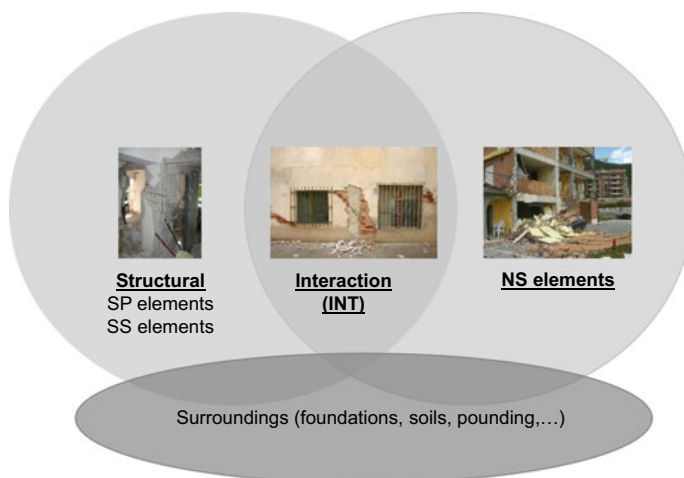 Structural
SP elements
SS elements
Interaction
(INT)
NS elements
Surroundings (foundations, soils, pounding,…)